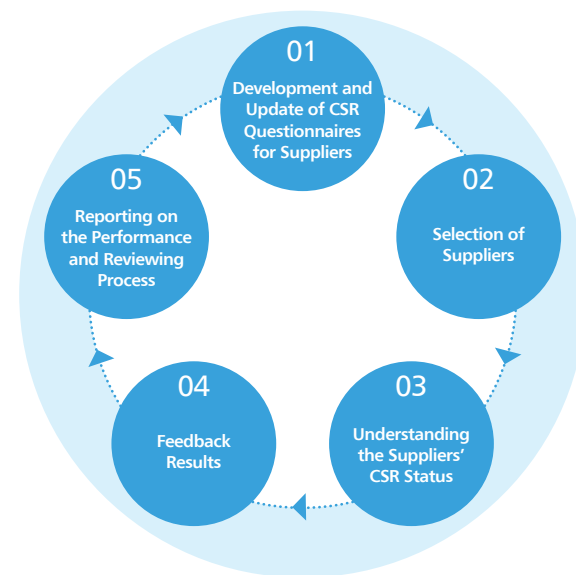 01
Development and
Update of CSR
Questionnaires
for Suppliers
02
Selection of
Suppliers
03
Understanding
the Suppliers’
CSR Status
04
Feedback
Results
05
Reporting on
the Performance
and Reviewing
Process